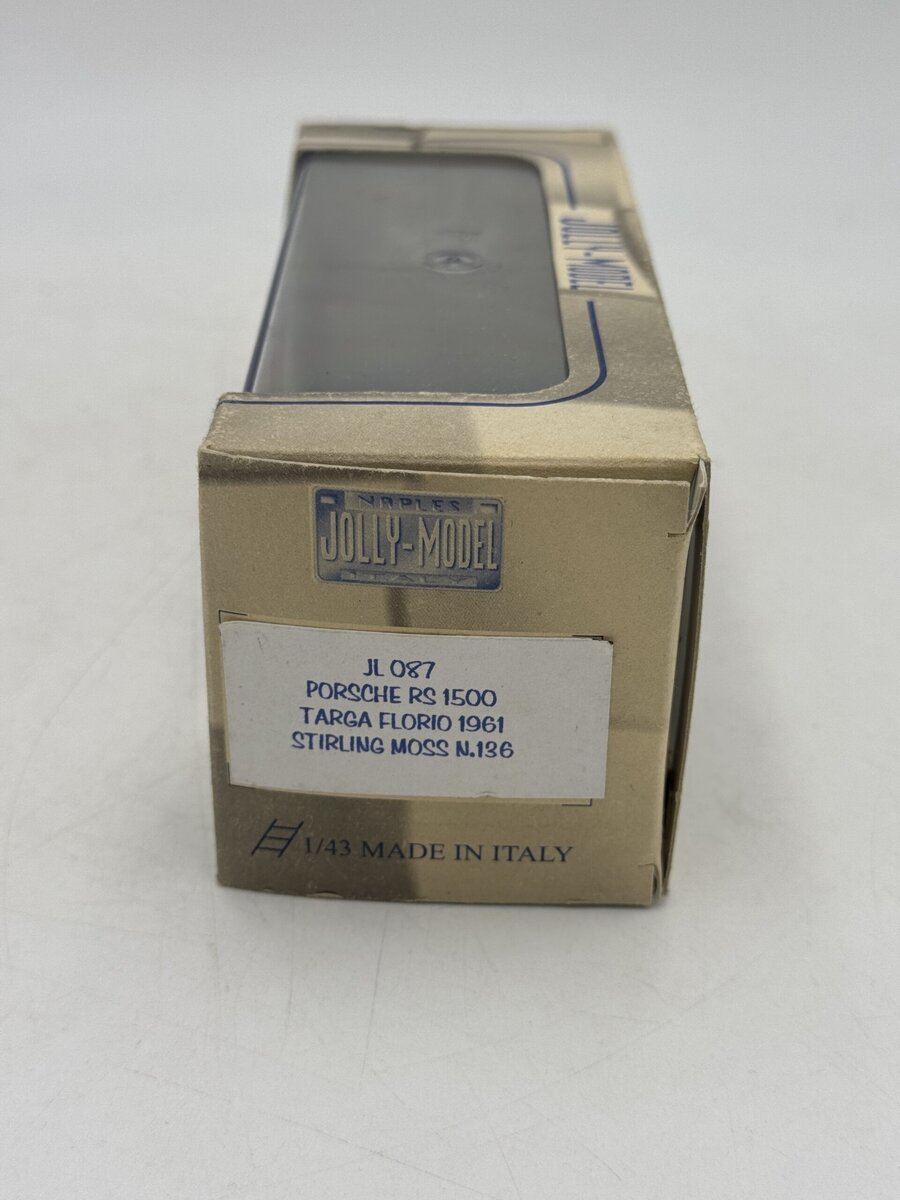 JOLLY-MODEL
NAPLES
JOLLY-MODEL
ITALY
JL 087
PORSCHE RS 1500
TARGA FLORIO 1961
STIRLING MOSS N.136
1/43 MADE IN ITALY